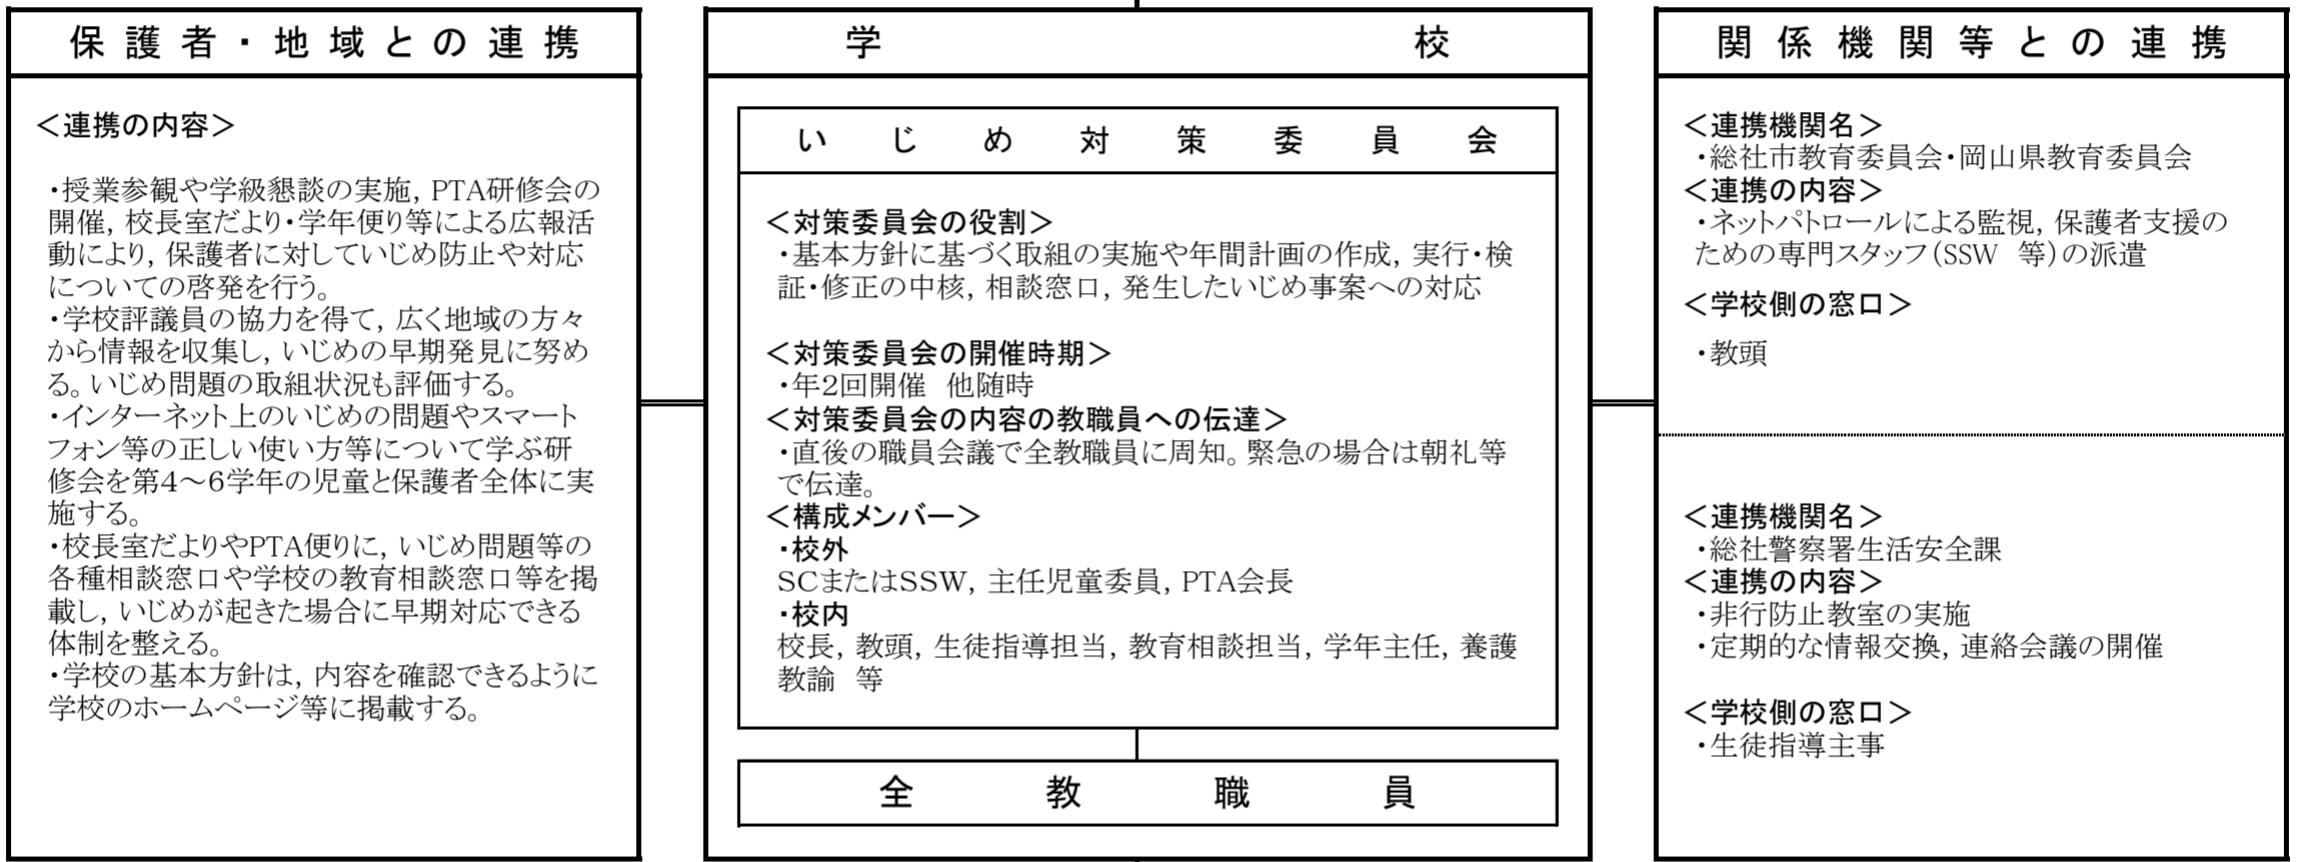 保護者・地域との連携
＜連携の内容＞
・授業参観や学級懇談の実施，PTA研修会の
開催，校長室だより・学年便り等による広報活
動により，保護者に対していじめ防止や対応
についての啓発を行う。
・学校評議員の協力を得て，広く地域の方々
から情報を収集し，いじめの早期発見に努め
る。いじめ問題の取組状況も評価する。
・インターネット上のいじめの問題やスマート
フォン等の正しい使い方等について学ぶ研
修会を第4～6学年の児童と保護者全体に実
施する。
・校長室だよりやPTA便りに，いじめ問題等の
各種相談窓口や学校の教育相談窓口等を掲
載し，いじめが起きた場合に早期対応できる
体制を整える。
・学校の基本方針は，内容を確認できるように
学校のホームページ等に掲載する。
学校
いじめ対策委員会
＜対策委員会の役割＞
・基本方針に基づく取組の実施や年間計画の作成，実行・検
証・修正の中核，相談窓口，発生したいじめ事案への対応
＜対策委員会の開催時期＞
・年2回開催　他随時
＜対策委員会の内容の教職員への伝達＞
・直後の職員会議で全教職員に周知。緊急の場合は朝礼等
で伝達。
＜構成メンバー＞
・校外
SCまたはSSW，主任児童委員，PTA会長
・校内
校長，教頭，生徒指導担当，教育相談担当，学年主任，養護
教諭　等
全教職員
関係機関等との連携
＜連携機関名＞
・総社市教育委員会・岡山県教育委員会
＜連携の内容＞
・ネットパトロールによる監視，保護者支援の
ための専門スタッフ（SSW　等）の派遣
＜学校側の窓口＞
・教頭
＜連携機関名＞
・総社警察署生活安全課
＜連携の内容＞
・非行防止教室の実施
・定期的な情報交換，連絡会議の開催
＜学校側の窓口＞
・生徒指導主事